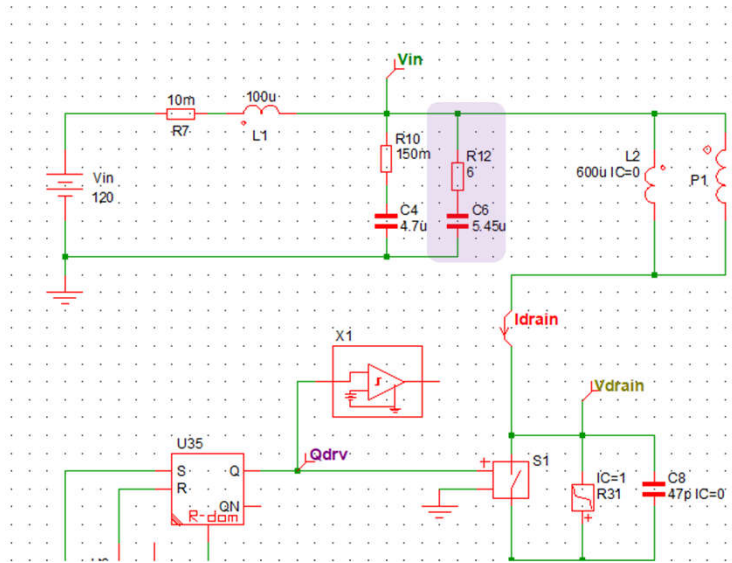 Vin
10m
100u
R7
L1
R10
150m
R12
6
L2
600u IC=0
P1
Vin
120
C4
4.7u
C6
5.45u
Idrain
X1
Vdrain
U35
Qdrv
S
Q
R
QN
R-dom
S1
IC=1
R31
C8
47p IC=0